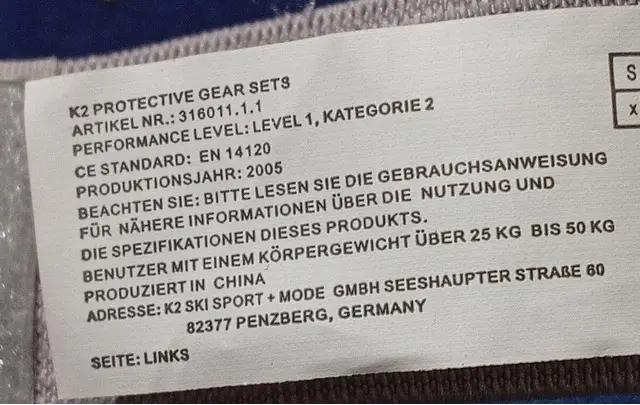 K2 PROTECTIVE GEAR SETS
ARTIKEL NR.: 316011.1.1
PERFORMANCE LEVEL: LEVEL 1, KATEGORIE 2
CE STANDARD: EN 14120
PRODUKTIONSJAHR: 2005
BEACHTEN SIE: BITTE LESEN SIE DIE GEBRAUCHSANWEISUNG
FÜR NÄHERE INFORMATIONEN ÜBER DIE NUTZUNG UND
DIE SPEZIFIKATIONEN DIESES PRODUKTS.
BENUTZER MIT EINEM KÖRPERGEWICHT ÜBER 25 KG BIS 50 KG
PRODUZIERT IN CHINA
ADRESSE: K2 SKI SPORT + MODE GMBH SEESHAUPTER STRAßE 60
82377 PENZBERG, GERMANY
SEITE: LINKS
S
X